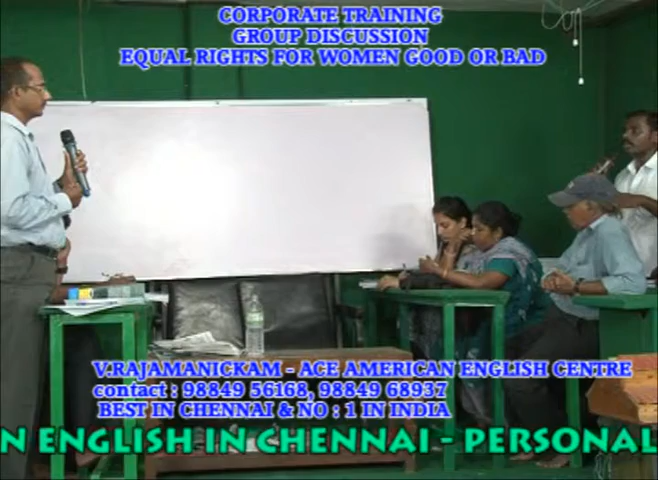 CORPORATE TRAINING
GROUP DISCUSSION
EQUAL RIGHTS FOR WOMEN GOOD OR BAD
V.RAJAMANICKAM - ACE AMERICAN ENGLISH CENTRE
contact : 98849 56168, 98849 68937
BEST IN CHENNAI & NO : 1 IN INDIA
N ENGLISH IN CHENNAI - PERSONAL